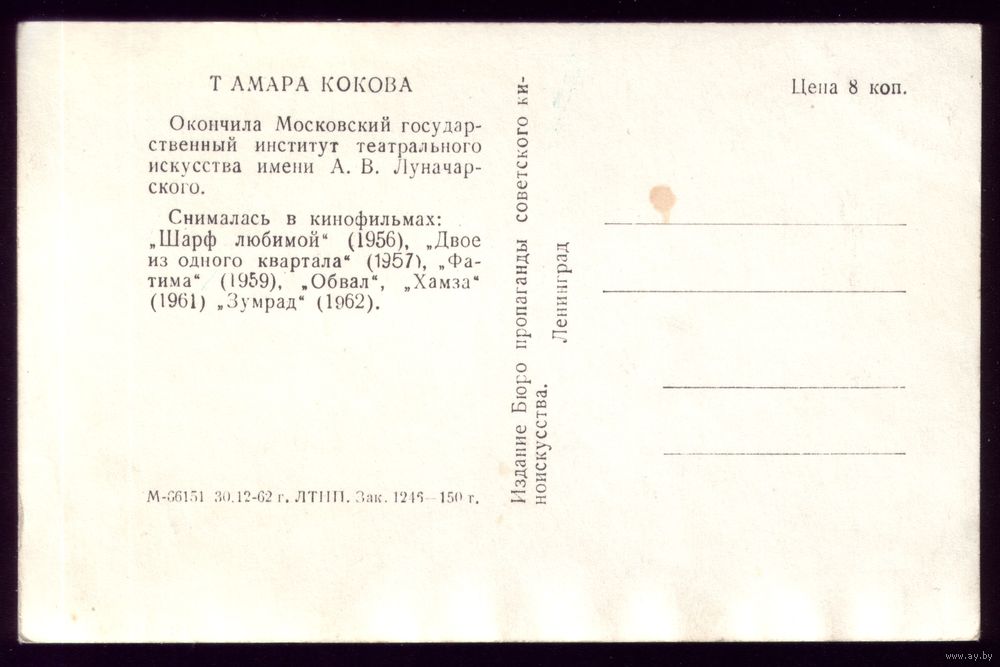 ТАМАРА КОКОВА
Окончила Московский государ-
ственный институт театрального
искусства имени А. В. Луначар-
ского.
Снималась в кинофильмах:
„Шарф любимой“ (1956), „Двое
из одного квартала“ (1957), „Фа-
тима“ (1959), „Обвал“, „Хамза“
(1961) „Зумрад“ (1962).
М-66151 30.12-62 г. ЛТНП. Зак. 1246—150 г.
Издание Бюро пропаганды советского ки-
ноискусства.
Ленинград
Цена 8 коп.
www.ay.by